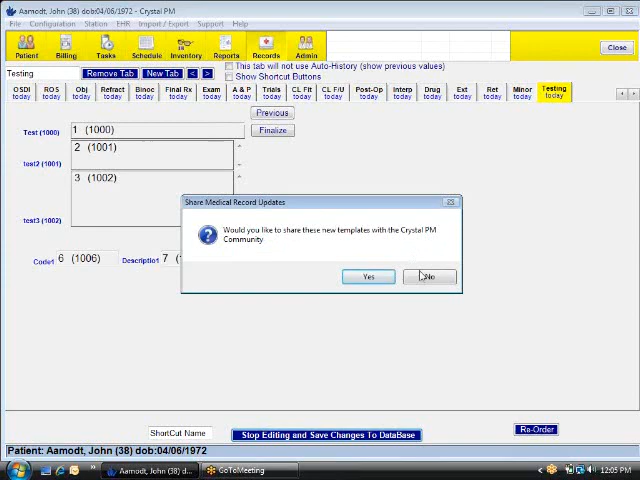 Aamodt, John (38) dob:04/06/1972 - Crystal PM
File Configuration Station EHR Import / Export Support Help
Patient Billing Tasks Schedule Inventory Reports Records Admin Close
Testing Remove Tab New Tab < > This tab will not use Auto-History (show previous values)
Show Shortcut Buttons
OSDI ROS Obj Refract Binoc Final Rx Exam A & P Trials CL Fit CL F/U Post-Op Interp Drug Ext Ret Minor Testing
today today today today today today today today today today today today today today today today today today
Previous
Test (1000) 1 (1000) Finalize
2 (1001)
test2 (1001)
3 (1002)
test3 (1002)
Share Medical Record Updates
Would you like to share these new templates with the Crystal PM
Community
Yes No
Code1 6 (1006) Description1 7 (
ShortCut Name Stop Editing and Save Changes To DataBase Re-Order
Patient: Aamodt, John (38) dob:04/06/1972
Aamodt, John (38) d... GoToMeeting 12:05 PM